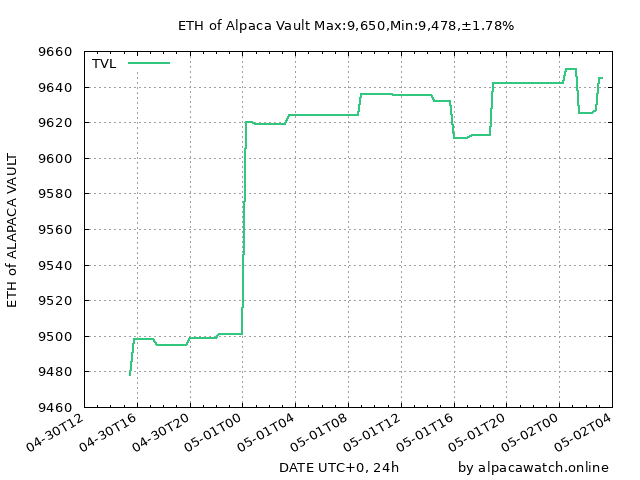 ETH of Alpaca Vault Max:9,650,Min:9,478,±1.78%
TVL
9660
9640
9620
9600
9580
9560
9540
9520
9500
9480
9460
ETH of ALAPACA VAULT
04-30T12
04-30T16
04-30T20
05-01T00
05-01T04
05-01T08
05-01T12
05-01T16
05-01T20
05-02T00
05-02T04
DATE UTC+0, 24h
by alpacawatch.online